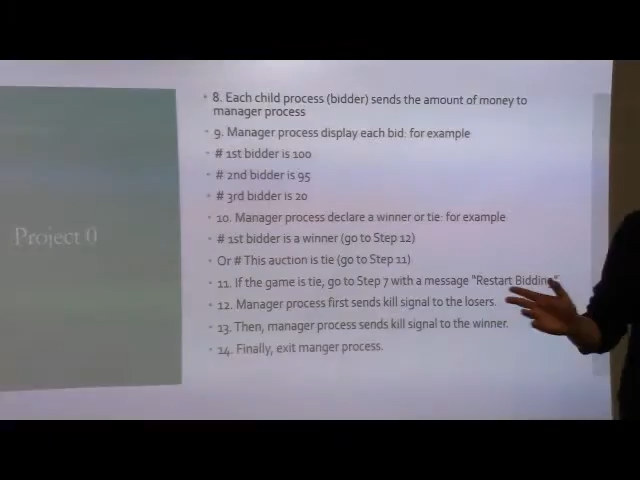 Project 0
8. Each child process (bidder) sends the amount of money to
manager process
9. Manager process display each bid: for example
# 1st bidder is 100
# 2nd bidder is 95
# 3rd bidder is 20
10. Manager process declare a winner or tie: for example
# 1st bidder is a winner (go to Step 12)
Or # This auction is tie (go to Step 11)
11. If the game is tie, go to Step 7 with a message "Restart Bidding"
12. Manager process first sends kill signal to the losers.
13. Then, manager process sends kill signal to the winner.
14. Finally, exit manger process.